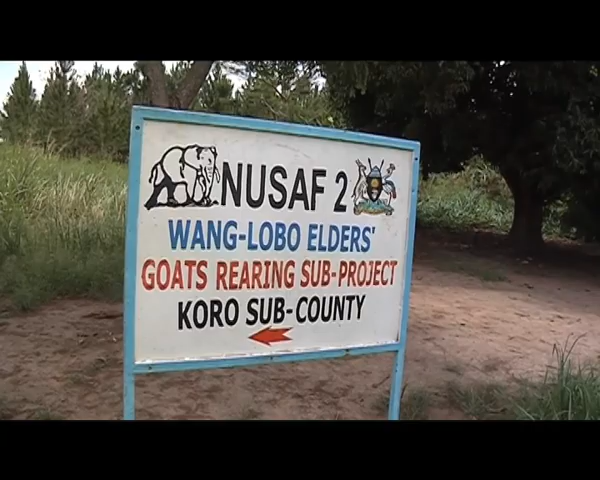 NUSAF 2
WANG-LOBO ELDERS'
GOATS REARING SUB-PROJECT
KORO SUB-COUNTY